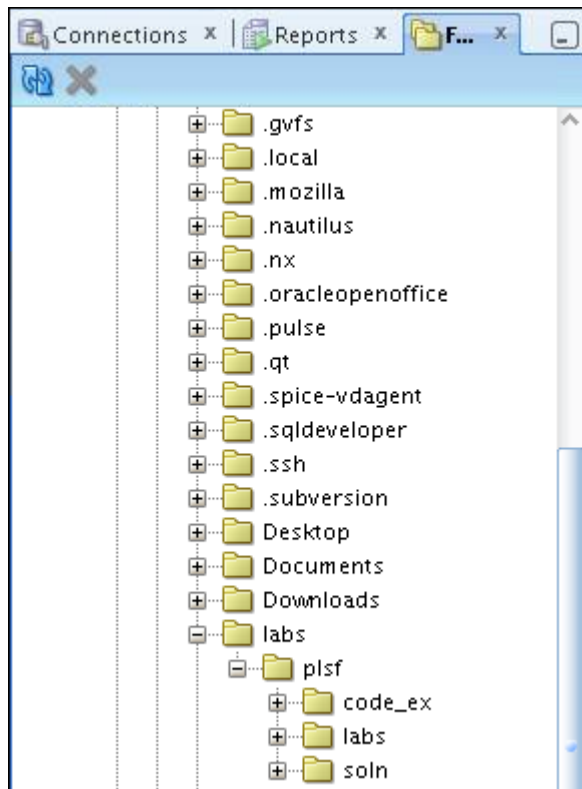 Connections x Reports x F... x
.gvfs
.local
.mozilla
.nautilus
.nx
.oracleopenoffice
.pulse
.qt
.spice-vdagent
.sqldeveloper
.ssh
.subversion
Desktop
Documents
Downloads
labs
plsf
code_ex
labs
soln